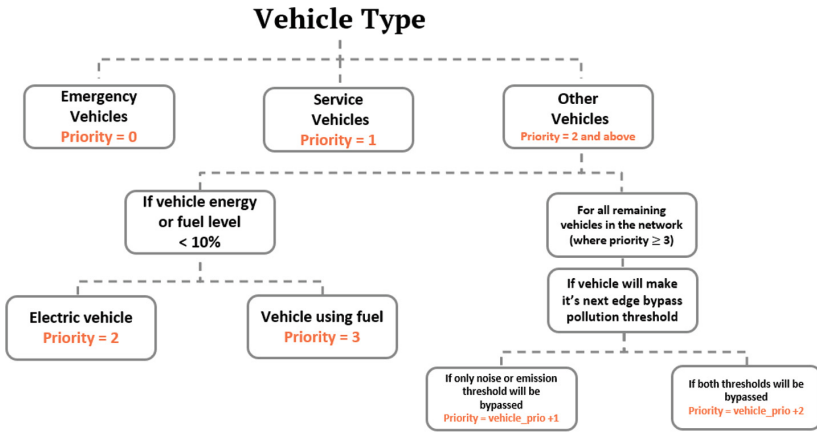 Vehicle Type
Emergency
Vehicles
Priority = 0
Service
Vehicles
Priority = 1
Other
Vehicles
Priority = 2 and above
If vehicle energy
or fuel level
< 10%
For all remaining
vehicles in the network
(where priority ≥ 3)
Electric vehicle
Priority = 2
Vehicle using fuel
Priority = 3
If vehicle will make
it's next edge bypass
pollution threshold
If only noise or emission
threshold will be
bypassed
Priority = vehicle_prio +1
If both thresholds will be
bypassed
Priority = vehicle_prio +2